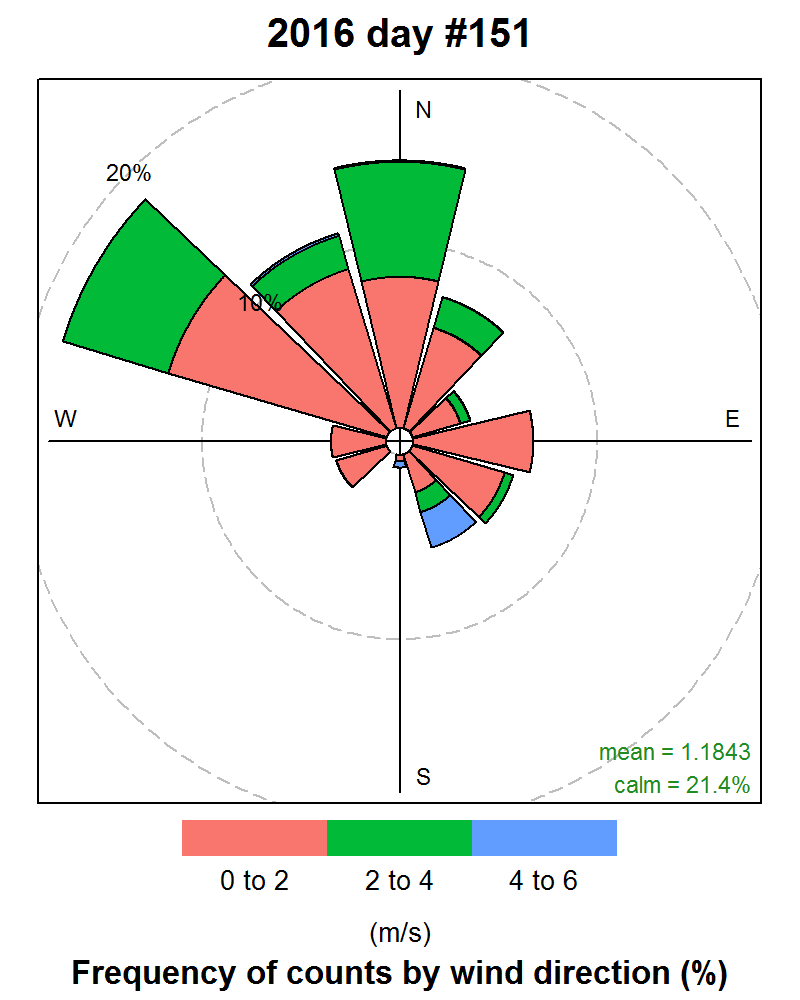 2016 day #151
N
20%
10%
W
E
S
mean = 1.1843
calm = 21.4%
0 to 2
2 to 4
4 to 6
(m/s)
Frequency of counts by wind direction (%)